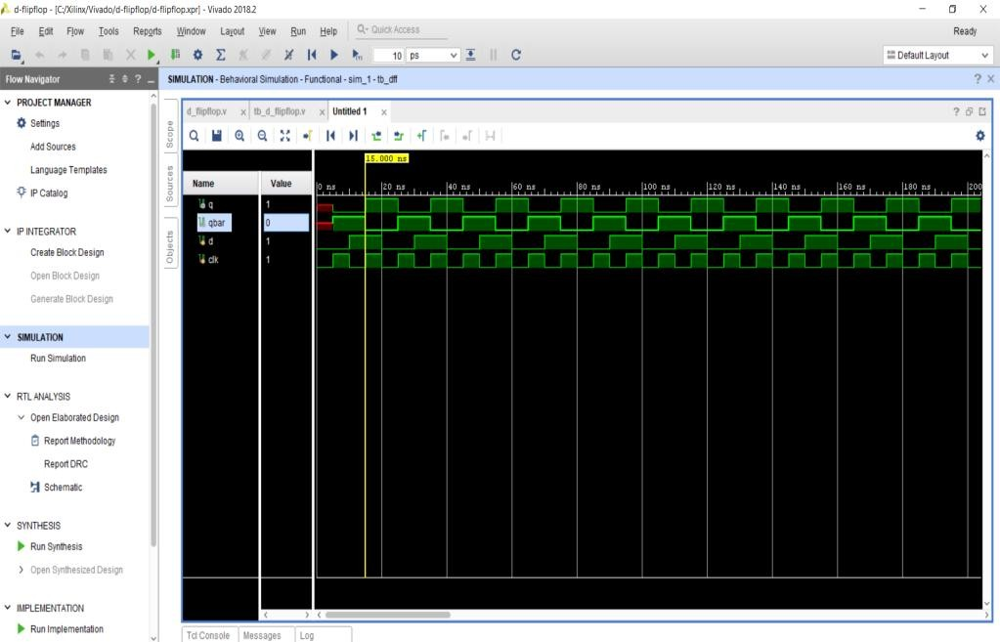 d-flipflop - [C:/Xilinx/Vivado/d-flipflop/d-flipflop.xpr] - Vivado 2018.2
File Edit Flow Tools Reports Window Layout View Run Help Quick Access Ready
10 ps Default Layout
Flow Navigator
SIMULATION - Behavioral Simulation - Functional - sim_1 - tb_dff
PROJECT MANAGER
Settings
Add Sources
Language Templates
IP Catalog
IP INTEGRATOR
Create Block Design
Open Block Design
Generate Block Design
SIMULATION
Run Simulation
RTL ANALYSIS
Open Elaborated Design
Report Methodology
Report DRC
Schematic
SYNTHESIS
Run Synthesis
Open Synthesized Design
IMPLEMENTATION
Run Implementation
Scope
Sources
Objects
d_flipflop.v tb_d_flipflop.v Untitled 1
15.000 ns
Name Value
0 ns 20 ns 40 ns 60 ns 80 ns 100 ns 120 ns 140 ns 160 ns 180 ns 200
q 1
qbar 0
d 1
clk 1
Tcl Console Messages Log